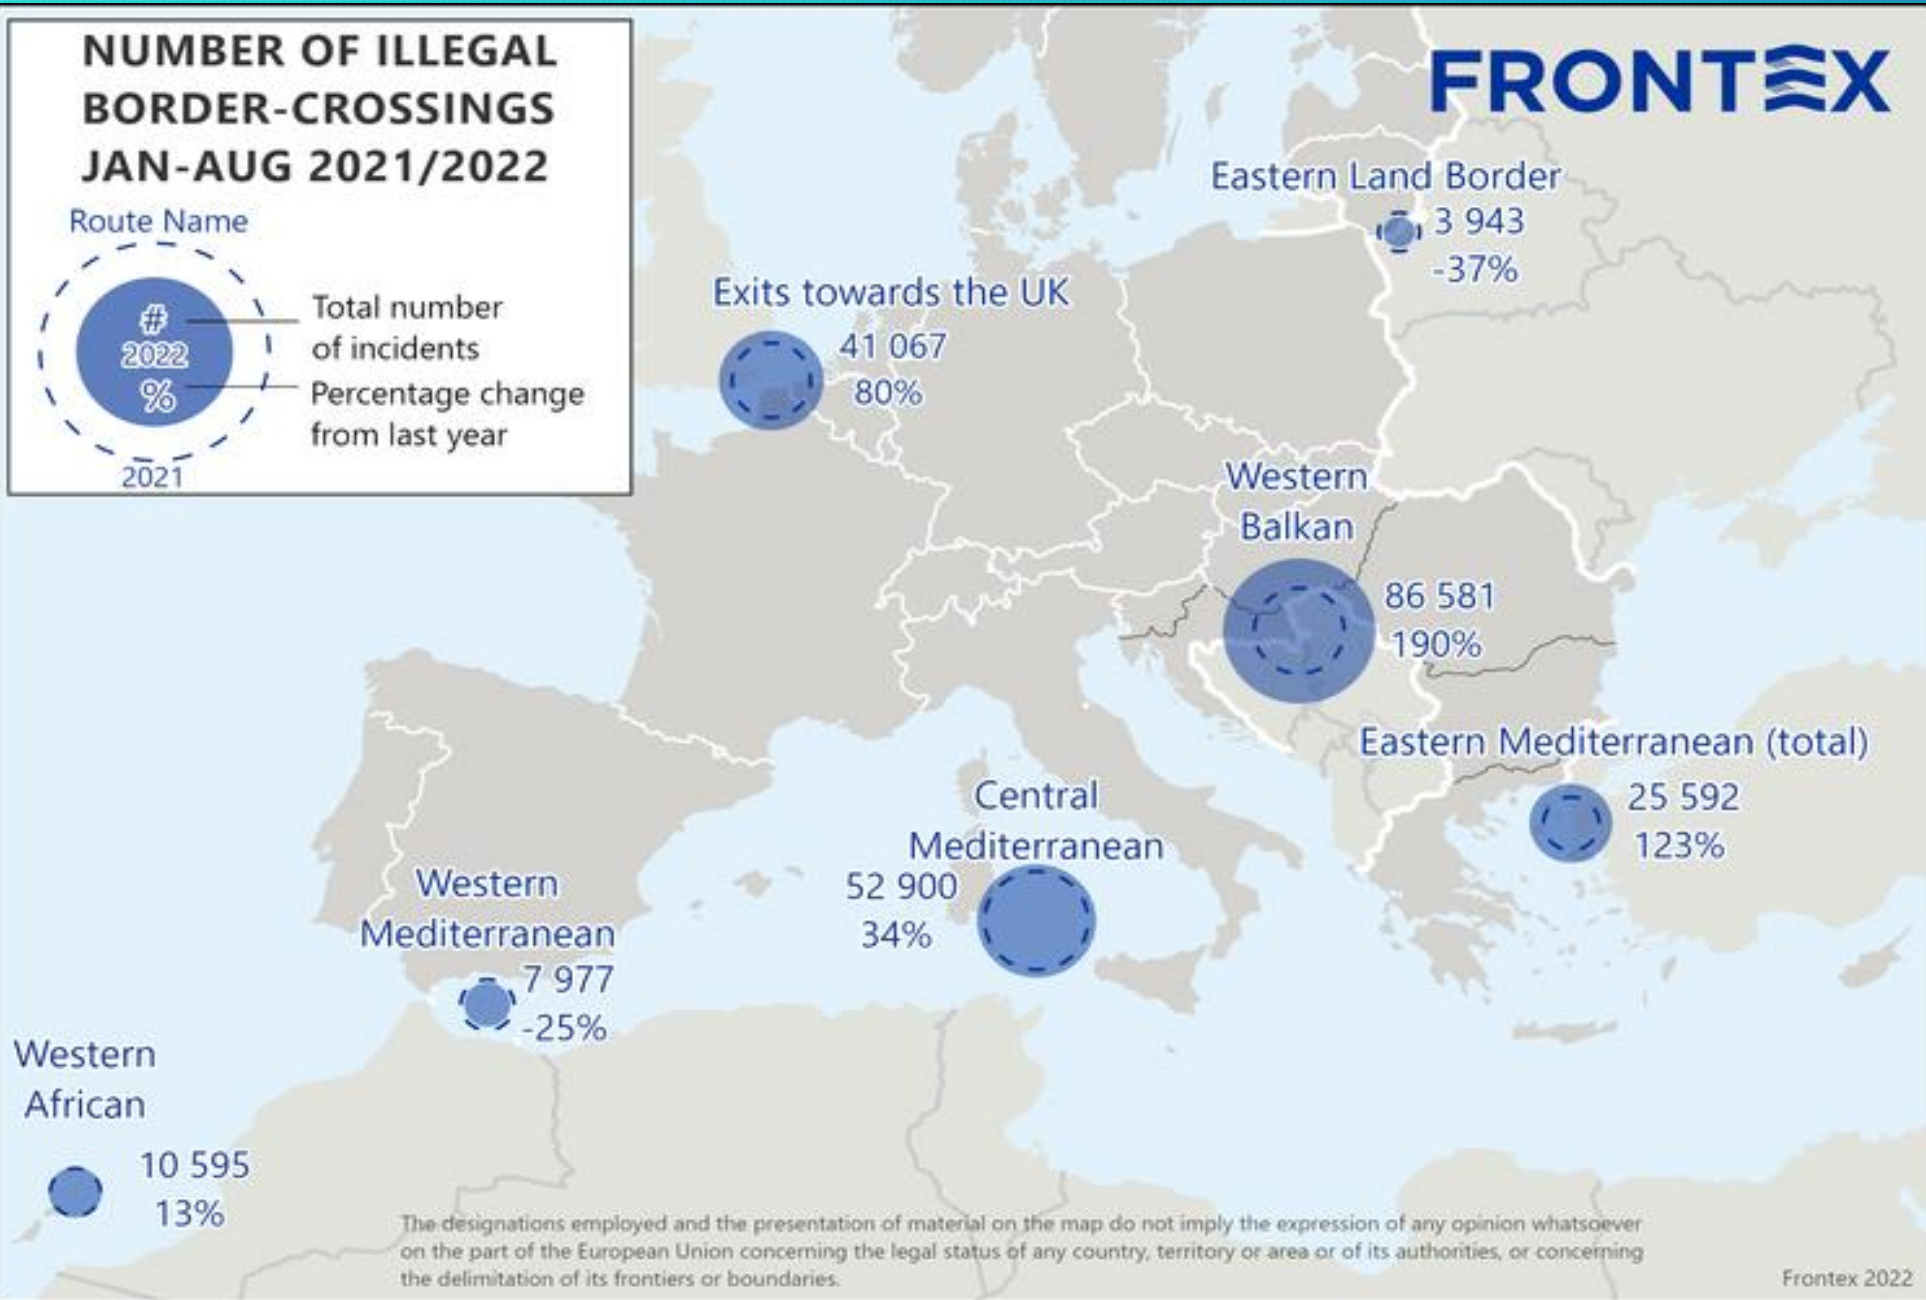 NUMBER OF ILLEGAL
BORDER-CROSSINGS
JAN-AUG 2021/2022
Route Name
#
2022
%
2021
Total number
of incidents
Percentage change
from last year
FRONTEX
Eastern Land Border
3 943
-37%
Exits towards the UK
41 067
80%
Western
Balkan
86 581
190%
Eastern Mediterranean (total)
25 592
123%
Central
Mediterranean
52 900
34%
Western
Mediterranean
7 977
-25%
Western
African
10 595
13%
The designations employed and the presentation of material on the map do not imply the expression of any opinion whatsoever
on the part of the European Union concerning the legal status of any country, territory or area or of its authorities, or concerning
the delimitation of its frontiers or boundaries.
Frontex 2022